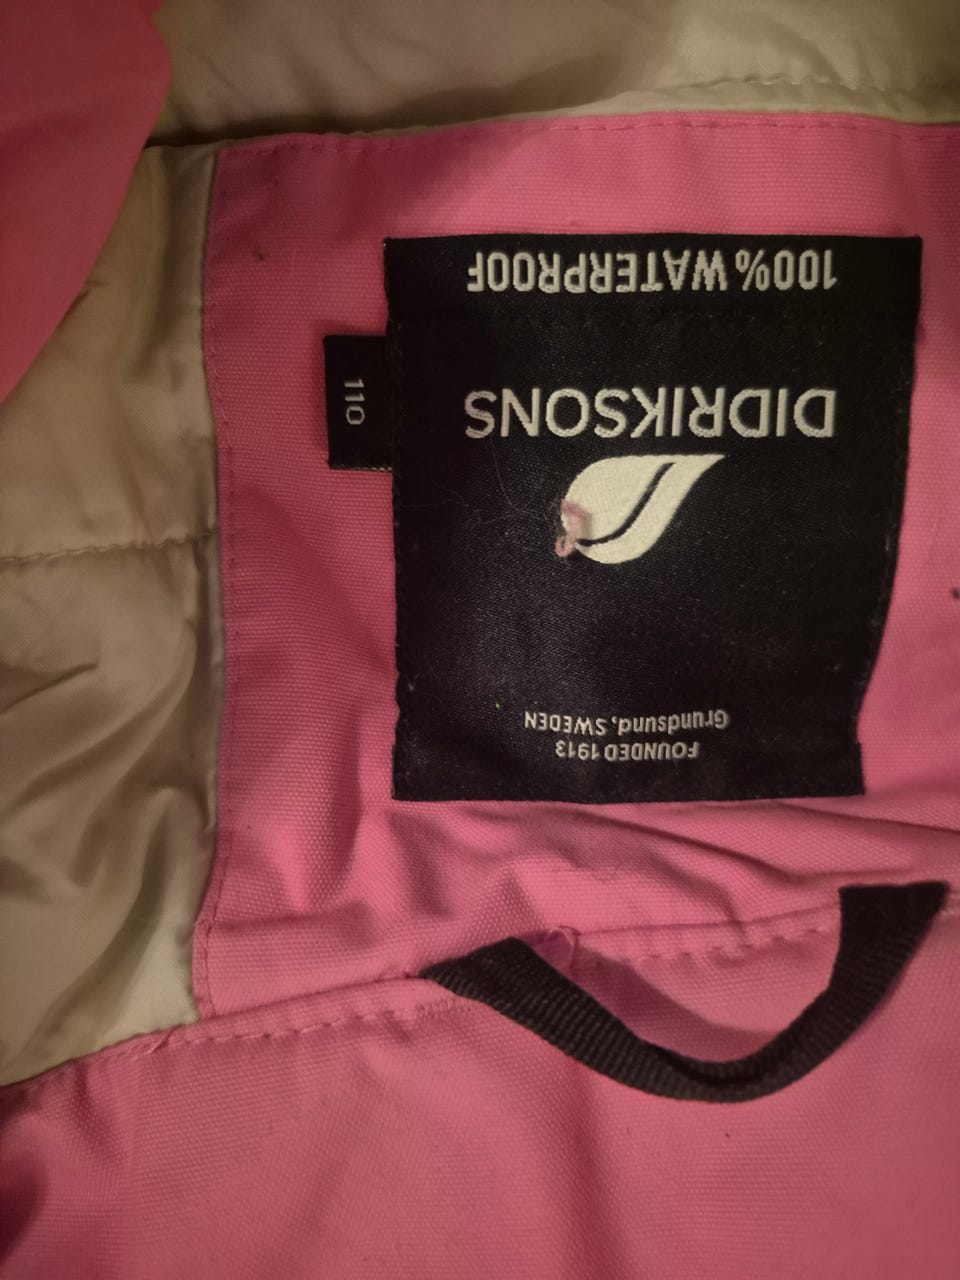 FOUNDED 1913
Grundsund, SWEDEN
DIDRIKSONS
100% WATERPROOF
110